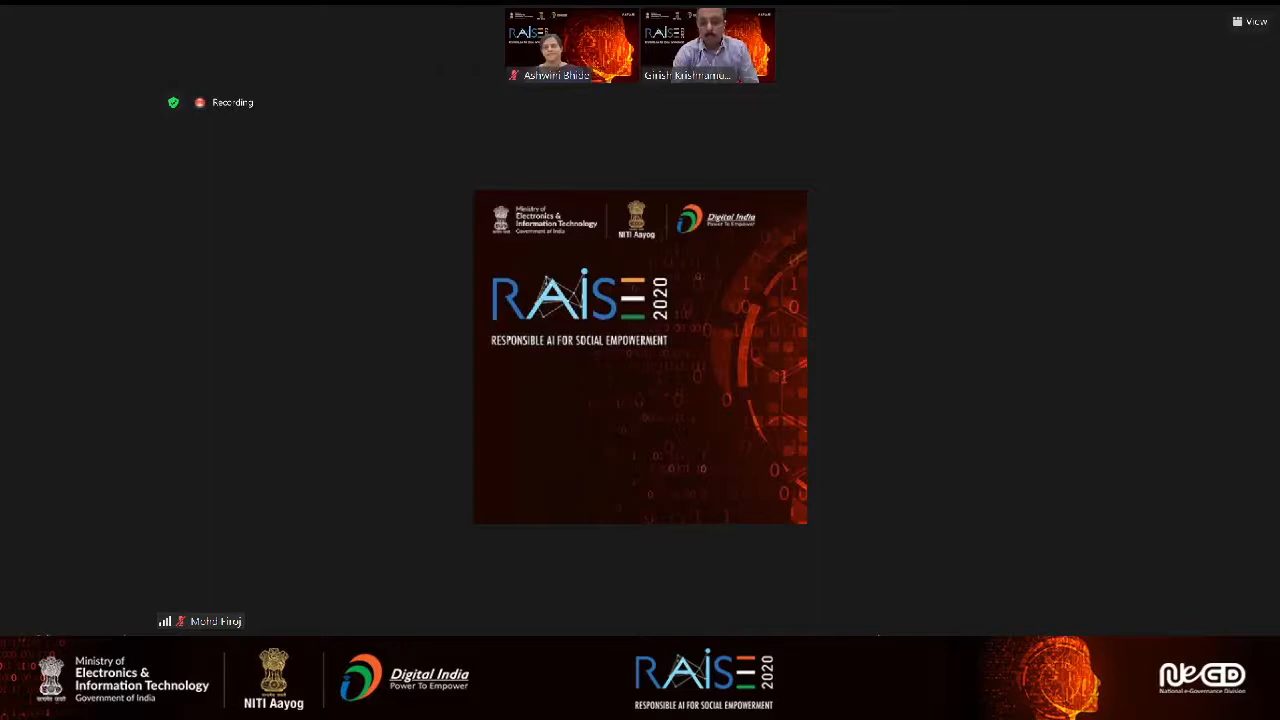 View
Ashwini Bhide
Girish Krishnamu...
Recording
Ministry of
Electronics &
Information Technology
Government of India
NITI Aayog
Digital India
Power To Empower
RAISE 2020
RESPONSIBLE AI FOR SOCIAL EMPOWERMENT
Mohd Firoj
Ministry of
Electronics &
Information Technology
Government of India
NITI Aayog
Digital India
Power To Empower
RAISE 2020
RESPONSIBLE AI FOR SOCIAL EMPOWERMENT
NeGD
National e-Governance Division